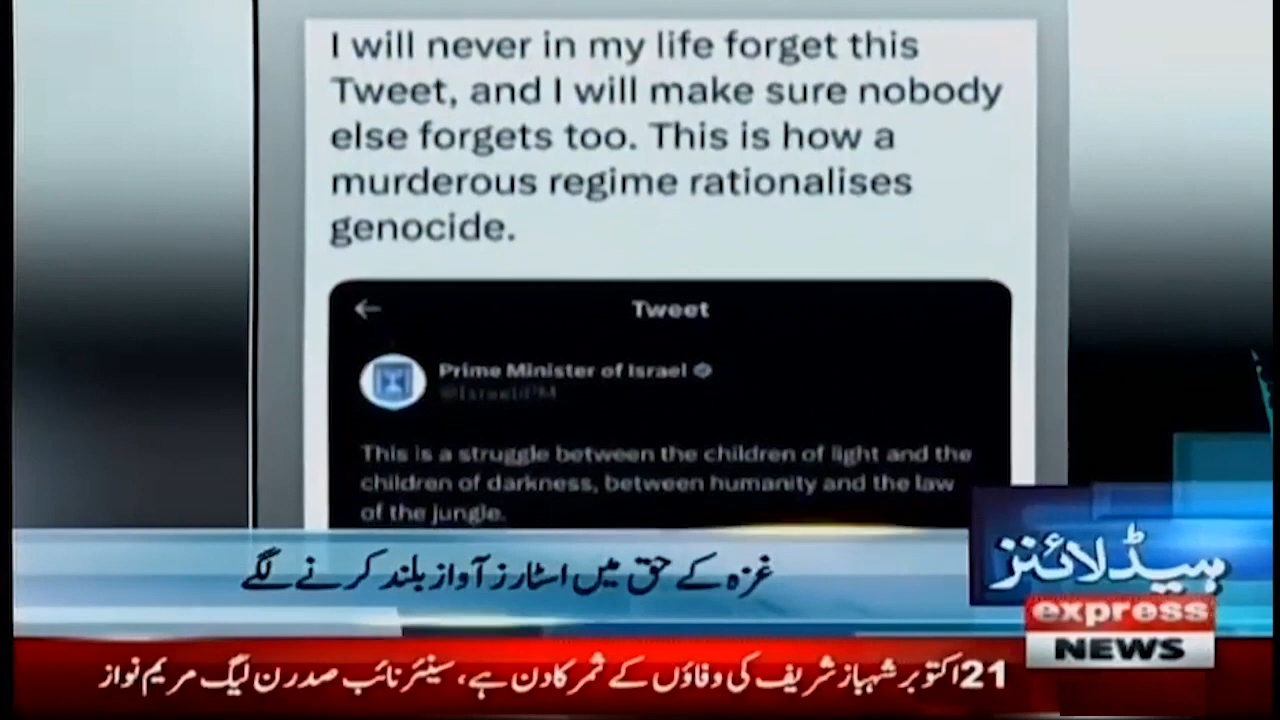 I will never in my life forget this
Tweet, and I will make sure nobody
else forgets too. This is how a
murderous regime rationalises
genocide.
Tweet
Prime Minister of Israel
@IsraeliPM
This is a struggle between the children of light and the
children of darkness, between humanity and the law
of the jungle.
غزہ کے حق میں اسٹارز آواز بلند کرنے لگے
ہیڈلائنز
express
NEWS
21 اکتوبر شہباز شریف کی وفاؤں کے ثمر کا دن ہے، سینئر نائب صدر ن لیگ مریم نواز